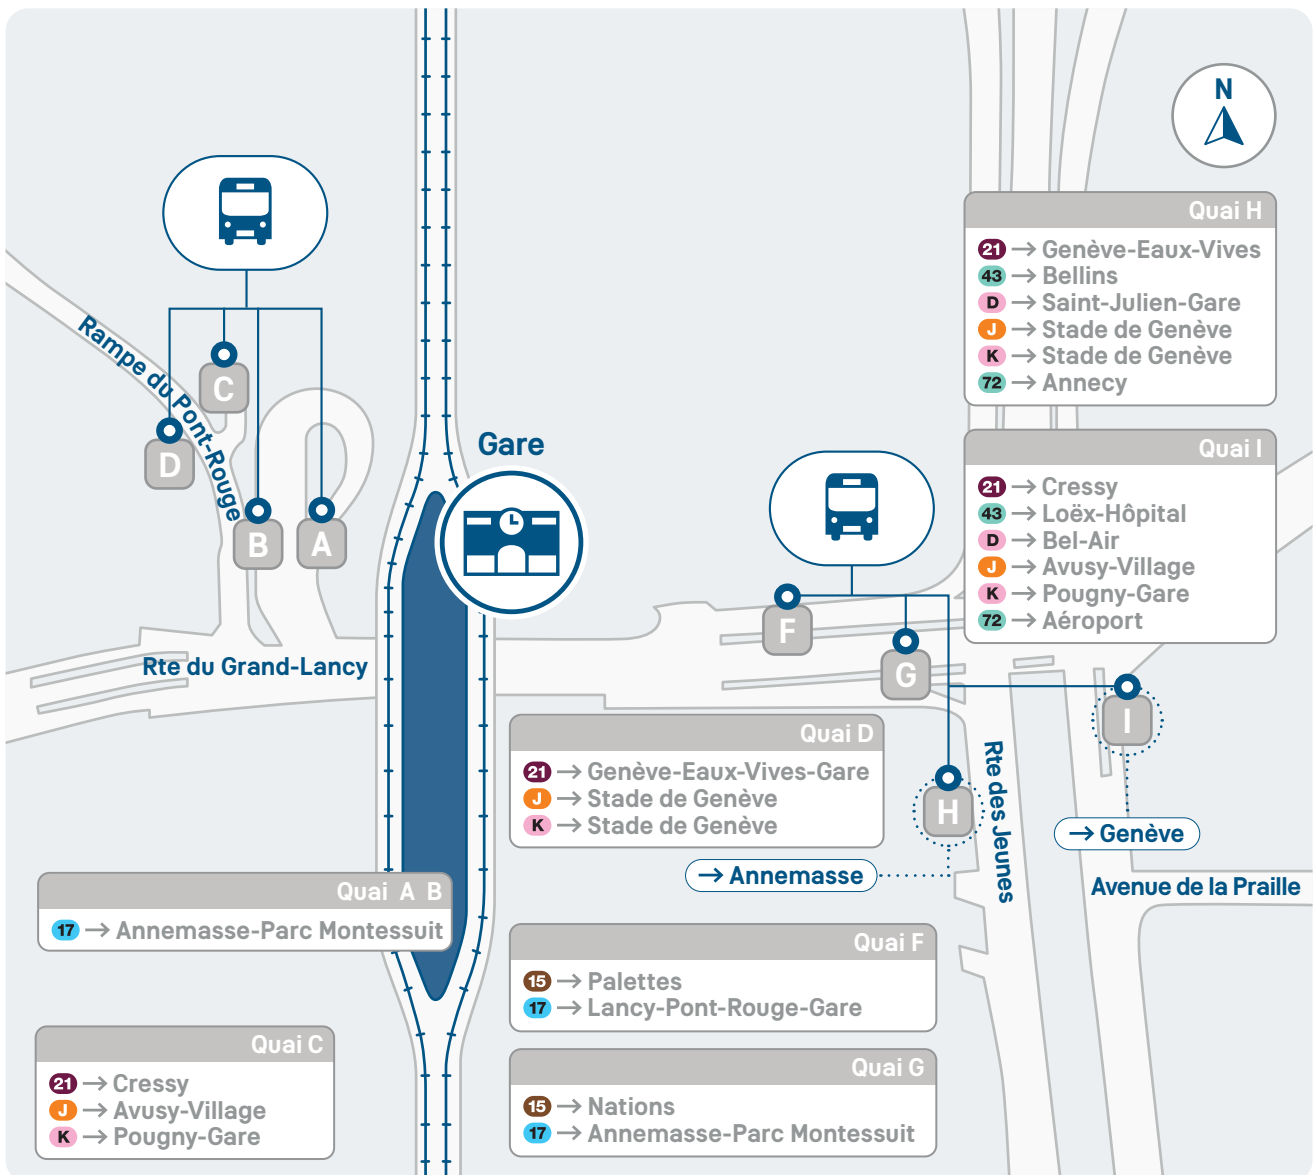 N
Quai H
21 → Genève-Eaux-Vives
43 → Bellins
D → Saint-Julien-Gare
J → Stade de Genève
K → Stade de Genève
72 → Annecy
Rampe du Pont-Rouge
C
D
B
A
Gare
Quai I
21 → Cressy
43 → Loëx-Hôpital
D → Bel-Air
J → Avusy-Village
K → Pougny-Gare
72 → Aéroport
F
G
Rte du Grand-Lancy
I
H
Rte des Jeunes
Quai D
21 → Genève-Eaux-Vives-Gare
J → Stade de Genève
K → Stade de Genève
→ Genève
→ Annemasse
Avenue de la Praille
Quai A B
17 → Annemasse-Parc Montessuit
Quai F
15 → Palettes
17 → Lancy-Pont-Rouge-Gare
Quai C
21 → Cressy
J → Avusy-Village
K → Pougny-Gare
Quai G
15 → Nations
17 → Annemasse-Parc Montessuit